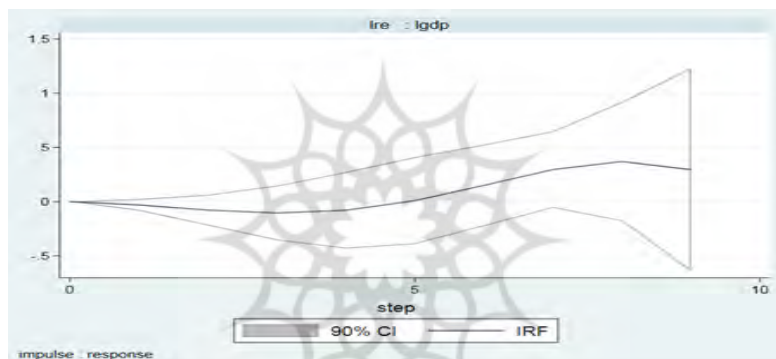 lre : lgdp
1.5
1
.5
0
-.5
0 5 10
step
90% CI IRF
impulse : response